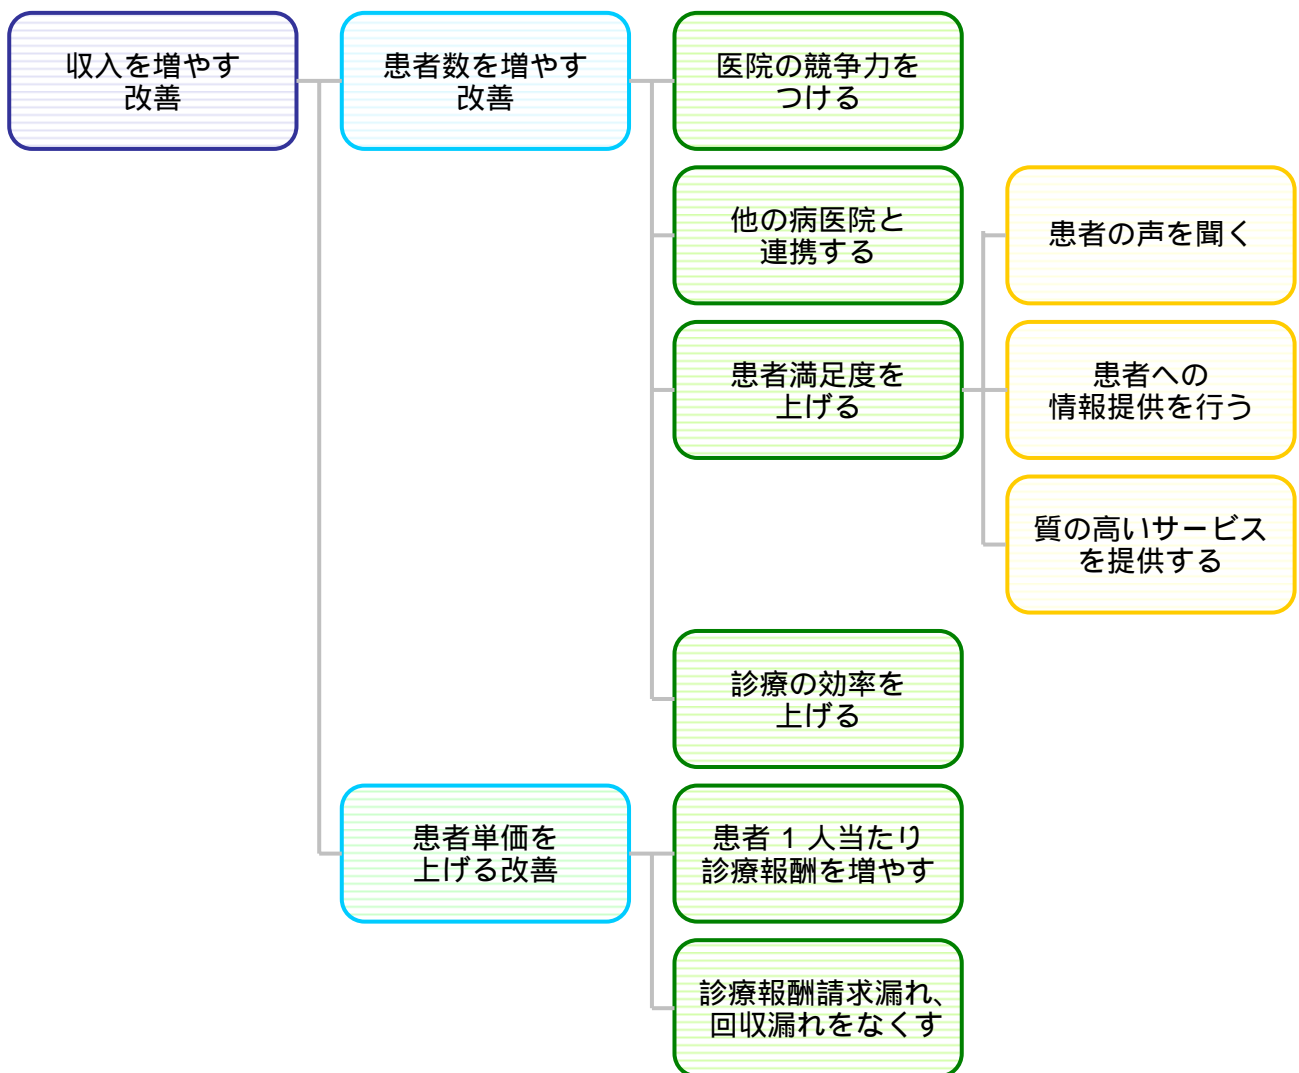 収入を増やす
改善
患者数を増やす
改善
医院の競争力を
つける
他の病医院と
連携する
患者の声を聞く
患者満足度を
上げる
患者への
情報提供を行う
質の高いサービス
を提供する
診療の効率を
上げる
患者単価を
上げる改善
患者 1 人当たり
診療報酬を増やす
診療報酬請求漏れ、
回収漏れをなくす